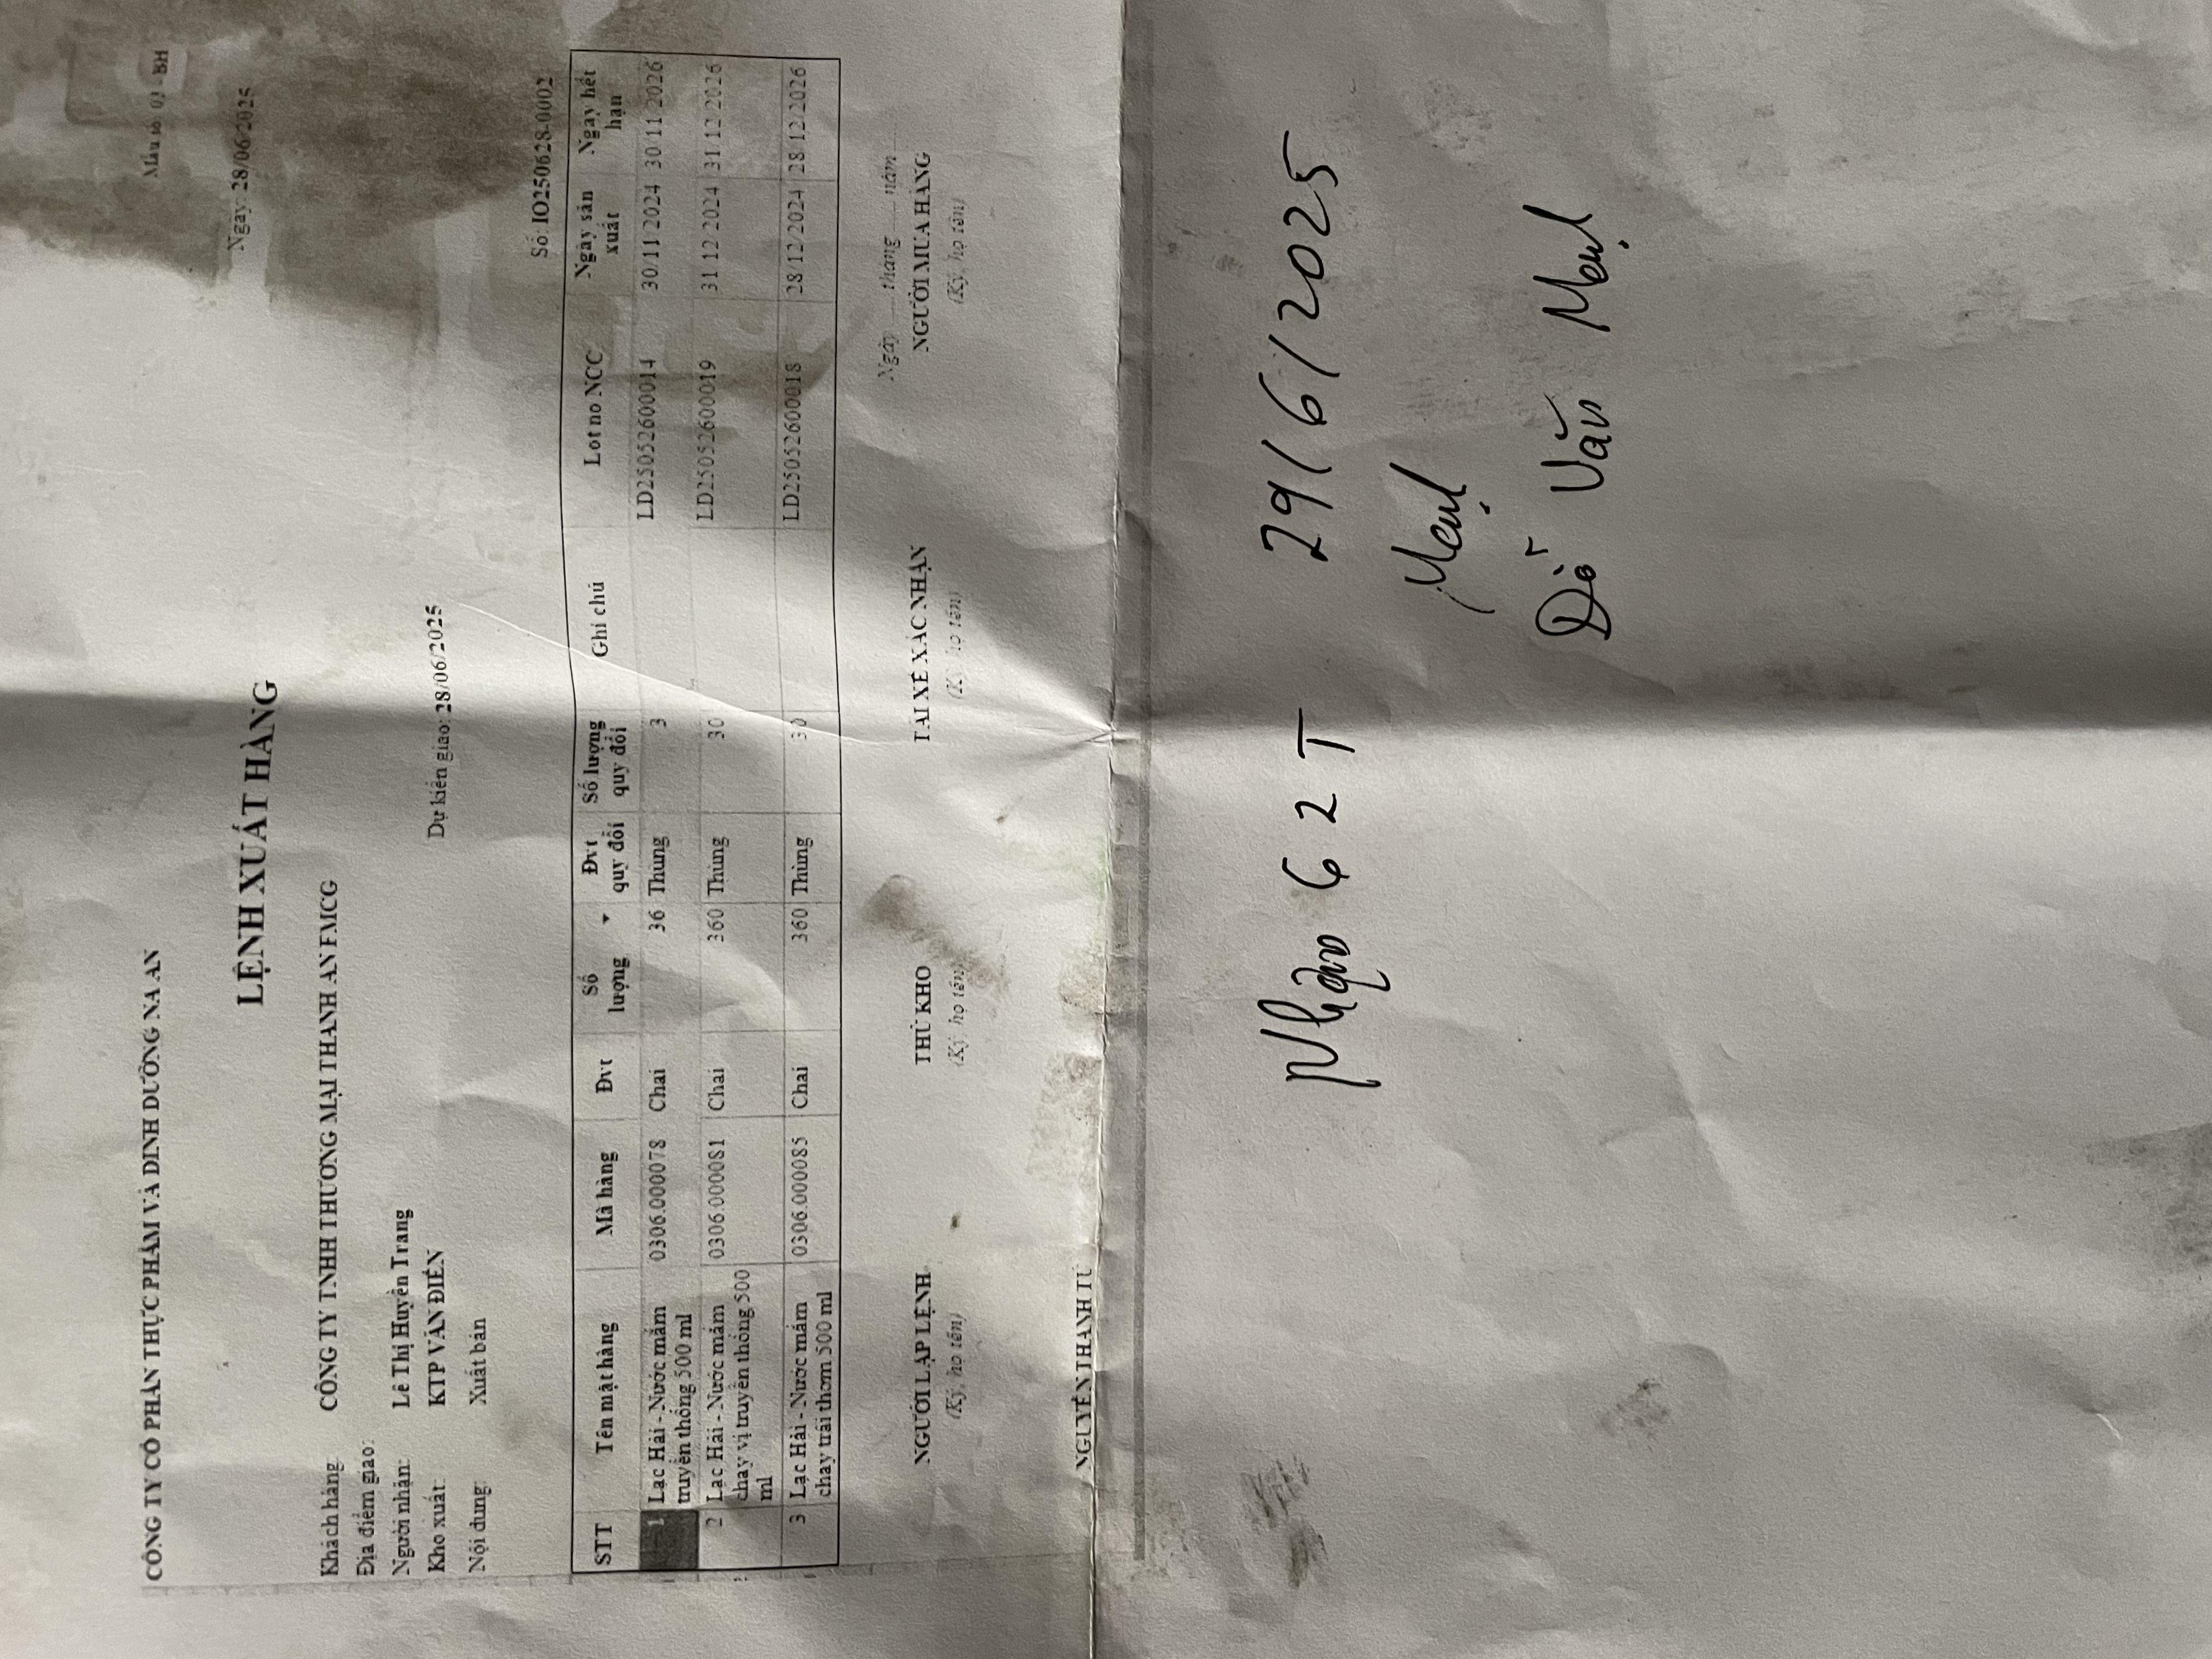 CÔNG TY CỔ PHẦN THỰC PHẨM VÀ DINH DƯỠNG NA AN
Mẫu số 03 - BH
LỆNH XUẤT HÀNG
Ngày: 28/06/2025
Khách hàng: CÔNG TY TNHH THƯƠNG MẠI THANH AN FMCG
Địa điểm giao:
Người nhận: Lê Thị Huyền Trang
Kho xuất: KTP VĂN ĐIỂN Dự kiến giao: 28/06/2025
Nội dung: Xuất bán
Số: IO250628-0002
STT Tên mặt hàng Mã hàng Đvt Số lượng Đvt quy đổi Số lượng quy đổi Ghi chú Lot no NCC Ngày sản xuất Ngày hết hạn
1 Lạc Hải - Nước mắm truyền thống 500 ml 0306.000078 Chai 36 Thùng 3 LD25052600014 30/11/2024 30/11/2026
2 Lạc Hải - Nước mắm chay vị truyền thống 500 ml 0306.000081 Chai 360 Thùng 30 LD25052600019 31/12/2024 31/12/2026
3 Lạc Hải - Nước mắm chay trái thơm 500 ml 0306.000085 Chai 360 Thùng 30 LD25052600018 28/12/2024 28/12/2026
Ngày ..... tháng ..... năm .....
NGƯỜI LẬP LỆNH THỦ KHO TÀI XẾ XÁC NHẬN NGƯỜI MUA HÀNG
(Ký, họ tên) (Ký, họ tên) (Ký, họ tên) (Ký, họ tên)
NGUYỄN THANH TÚ
Nhận 62 T 29/6/2025
Mạnh
Đỗ Văn Mạnh